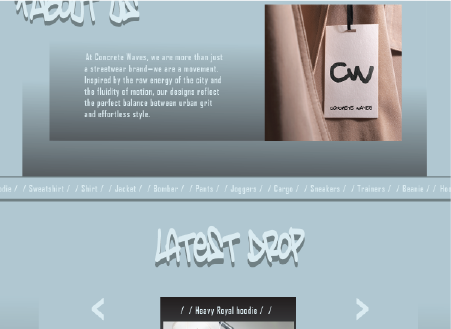 ABOUT US
At Concrete Waves, we are more than just
a streetwear brand—we are a movement.
Inspired by the raw energy of the city and
the fluidity of motion, our designs reflect
the perfect balance between urban grit
and effortless style.
CW
CONCRETE WAVES
/ / Sweatshirt / / Shirt / / Jacket / / Bomber / / Pants / / Joggers / / Cargo / / Sneakers / / Trainers / / Beanie / /
LATEST DROP
< >
/ / Heavy Royal hoodie / /